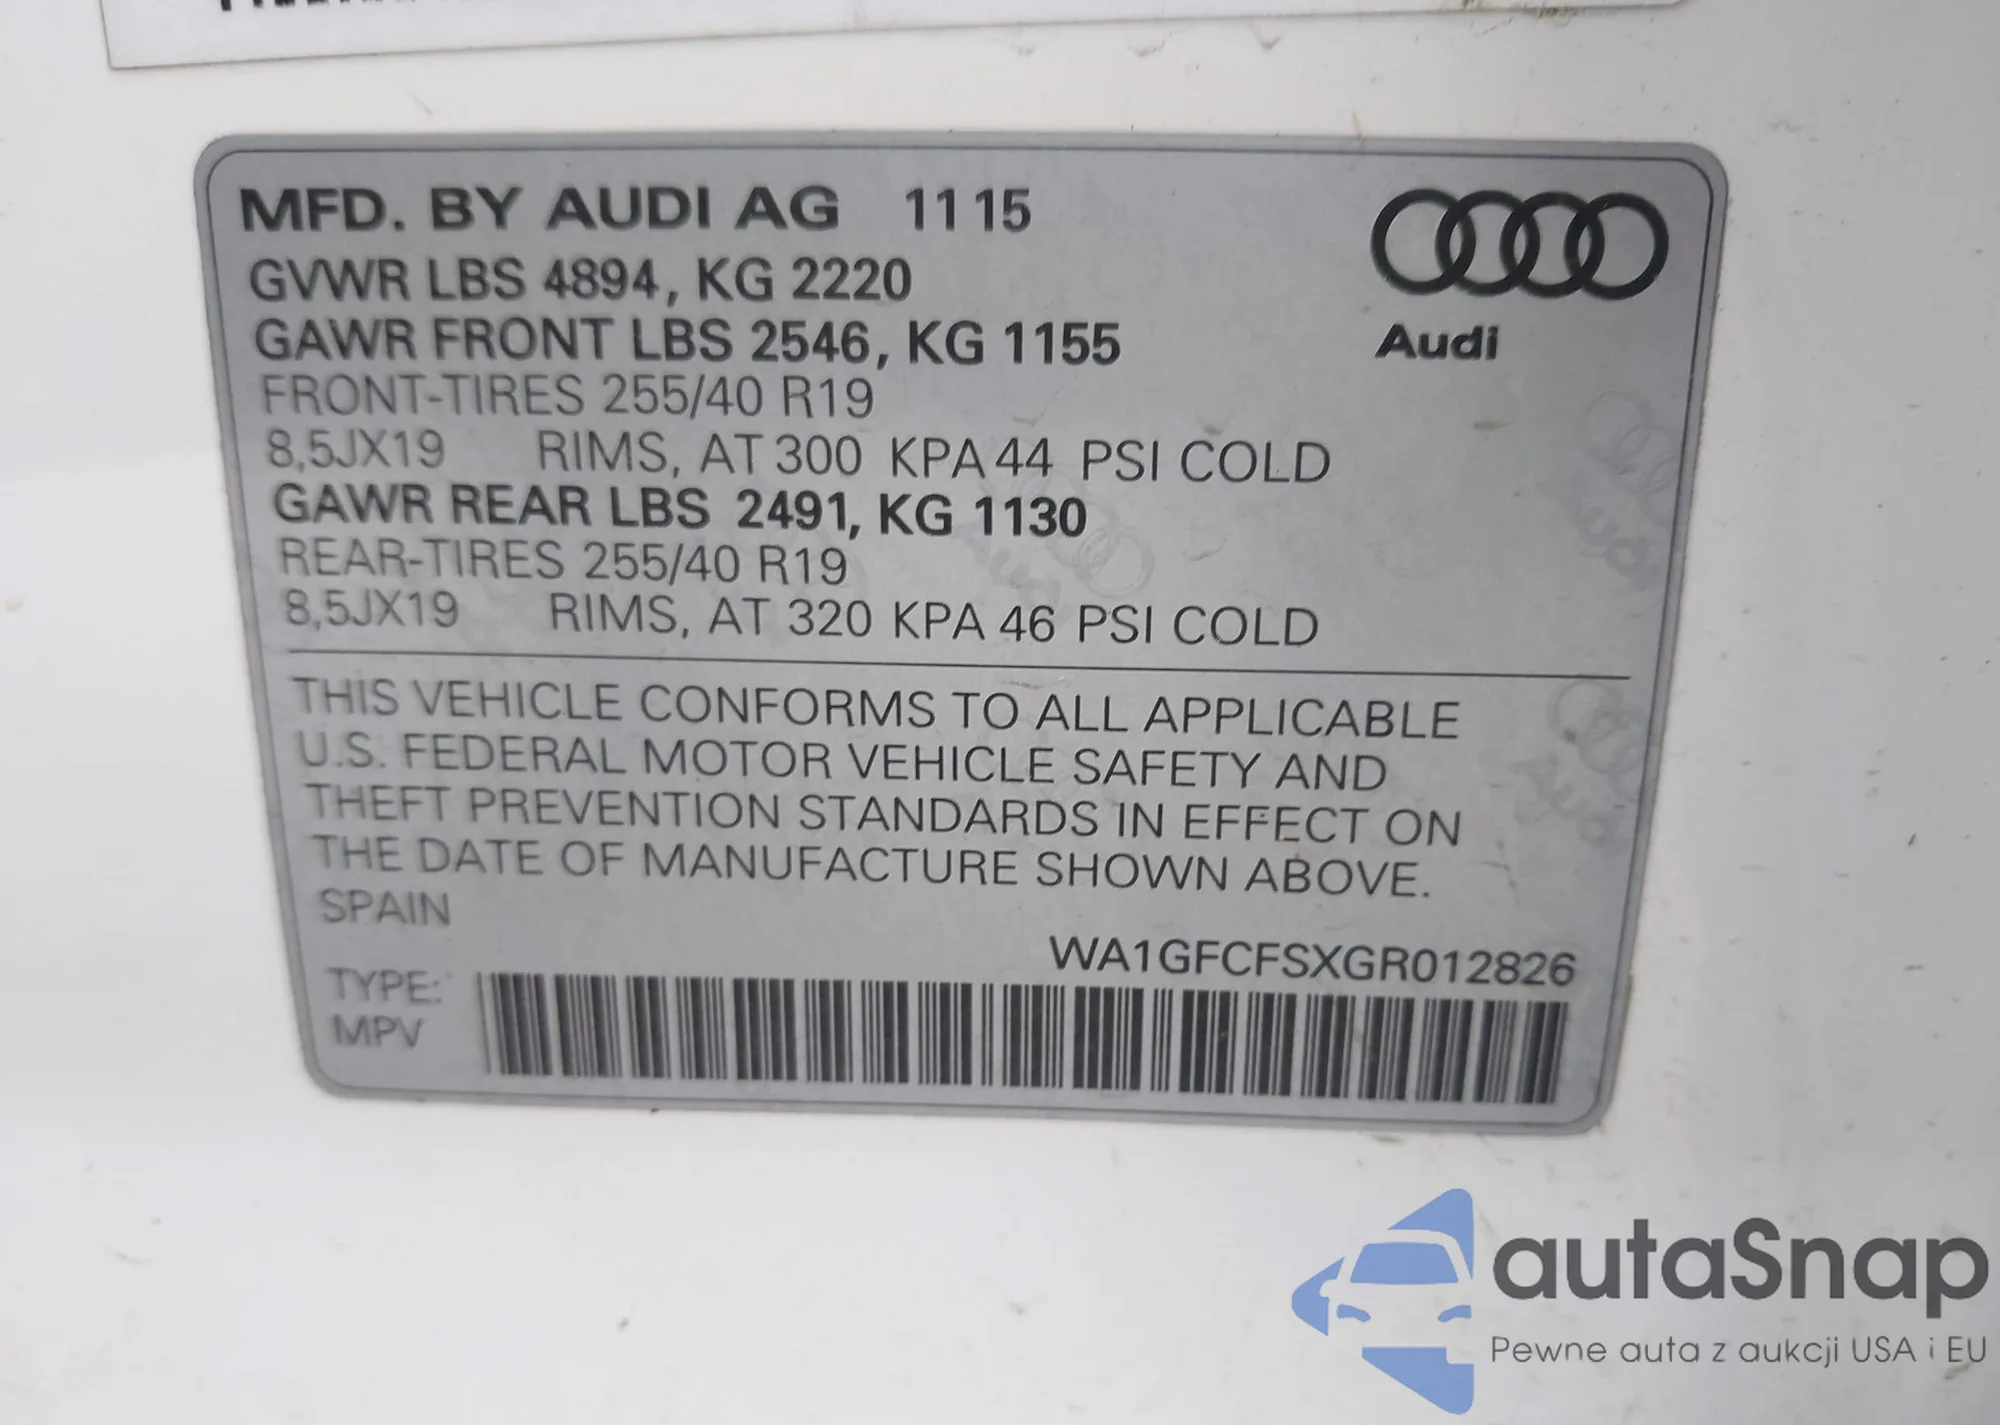 MFD. BY AUDI AG 11 15
GVWR LBS 4894, KG 2220
GAWR FRONT LBS 2546, KG 1155
FRONT-TIRES 255/40 R19
8,5JX19 RIMS, AT 300 KPA 44 PSI COLD
GAWR REAR LBS 2491, KG 1130
REAR-TIRES 255/40 R19
8,5JX19 RIMS, AT 320 KPA 46 PSI COLD
Audi
THIS VEHICLE CONFORMS TO ALL APPLICABLE
U.S. FEDERAL MOTOR VEHICLE SAFETY AND
THEFT PREVENTION STANDARDS IN EFFECT ON
THE DATE OF MANUFACTURE SHOWN ABOVE.
SPAIN
WA1GFCFSXGR012826
TYPE:
MPV
autaSnap
Pewne auta z aukcji USA i EU